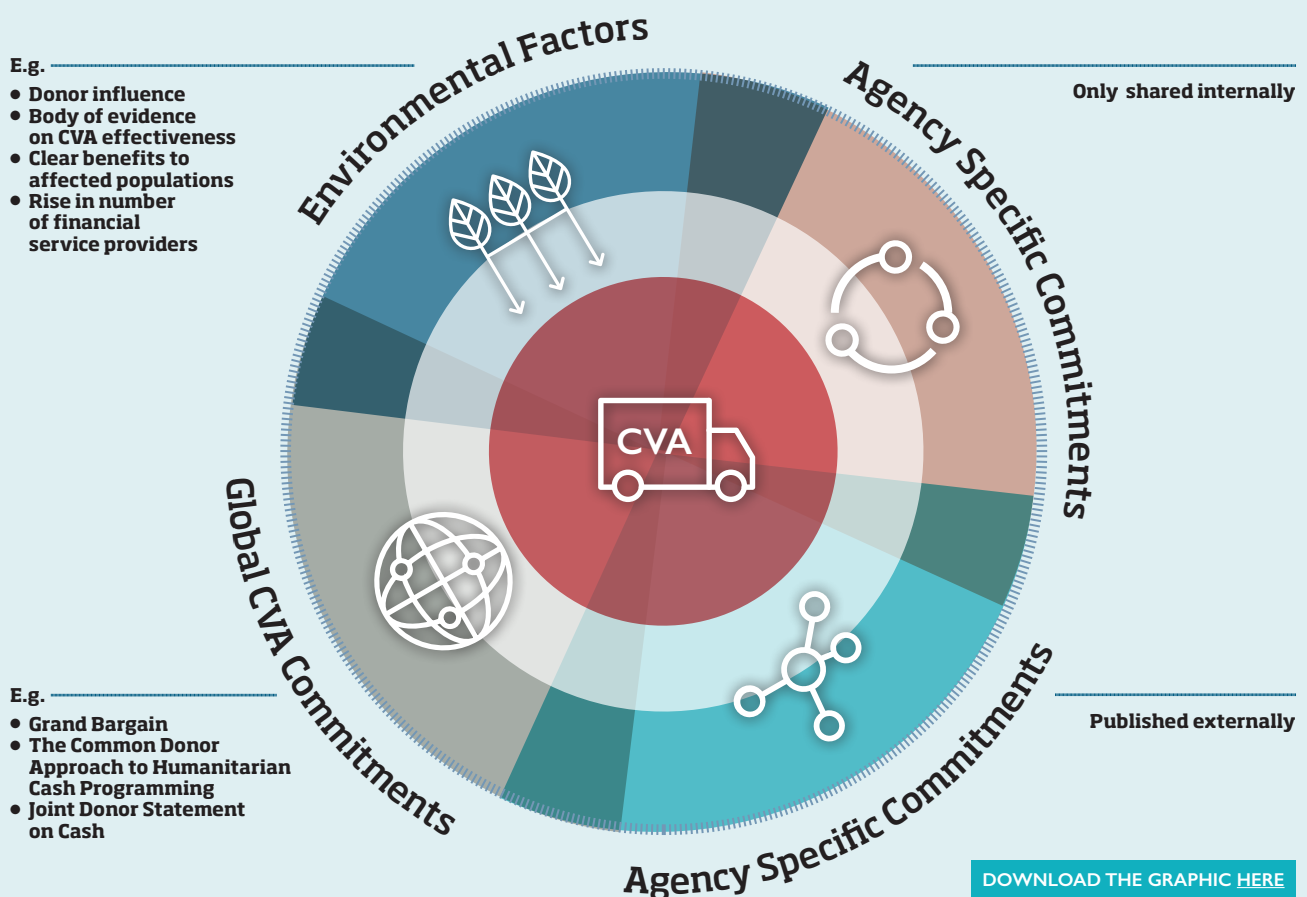 Environmental Factors
E.g.
• Donor influence
• Body of evidence
on CVA effectiveness
• Clear benefits to
affected populations
• Rise in number
of financial
service providers
Agency Specific Commitments
Only shared internally
CVA
Global CVA Commitments
E.g.
• Grand Bargain
• The Common Donor
Approach to Humanitarian
Cash Programming
• Joint Donor Statement
on Cash
Agency Specific Commitments
Published externally
DOWNLOAD THE GRAPHIC HERE